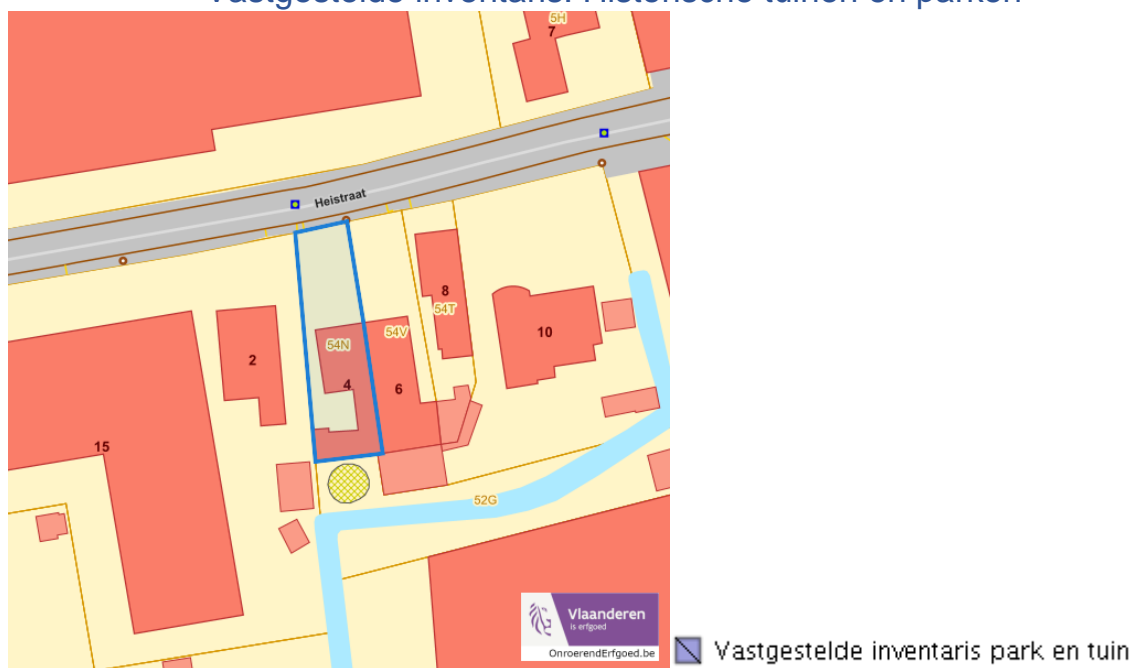 Vastgestelde inventaris: Historische tuinen en parken
5H
7
Heistraat
8
54T
54V
10
54N
2
4
6
15
52G
Vlaanderen
is erfgoed
OnroerendErfgoed.be
Vastgestelde inventaris park en tuin